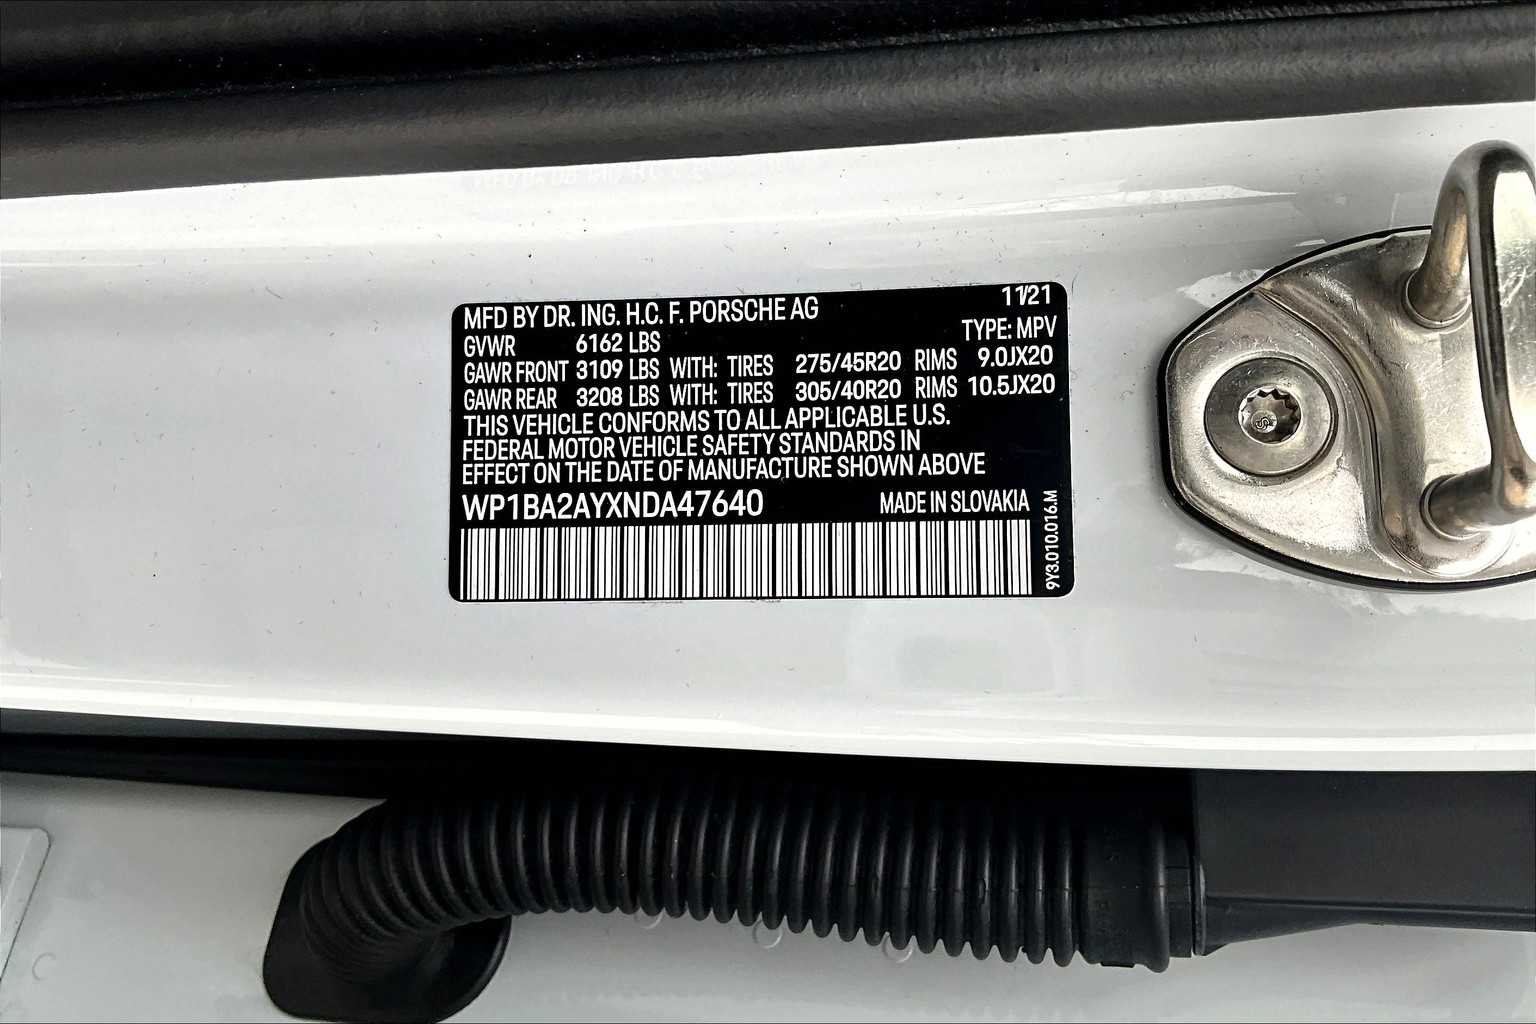 MFD BY DR. ING. H.C. F. PORSCHE AG 11/21
GVWR 6162 LBS TYPE: MPV
GAWR FRONT 3109 LBS WITH: TIRES 275/45R20 RIMS 9.0JX20
GAWR REAR 3208 LBS WITH: TIRES 305/40R20 RIMS 10.5JX20
THIS VEHICLE CONFORMS TO ALL APPLICABLE U.S.
FEDERAL MOTOR VEHICLE SAFETY STANDARDS IN
EFFECT ON THE DATE OF MANUFACTURE SHOWN ABOVE
WP1BA2AYXNDA47640 MADE IN SLOVAKIA
9Y3.010.016.M